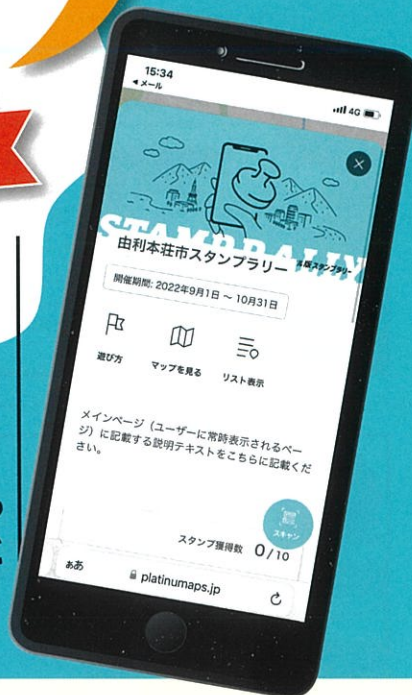 15:34
◀ メール
4G
STAMPRALLY
由利本荘市スタンプラリー
開催期間: 2022年9月1日 ～ 10月31日
遊び方
マップを見る
リスト表示
メインページ（ユーザーに常時表示されるペー
ジ）に記載する説明テキストをこちらに記載くだ
さい。
スキャン
スタンプ獲得数 0/10
ああ
platinumaps.jp